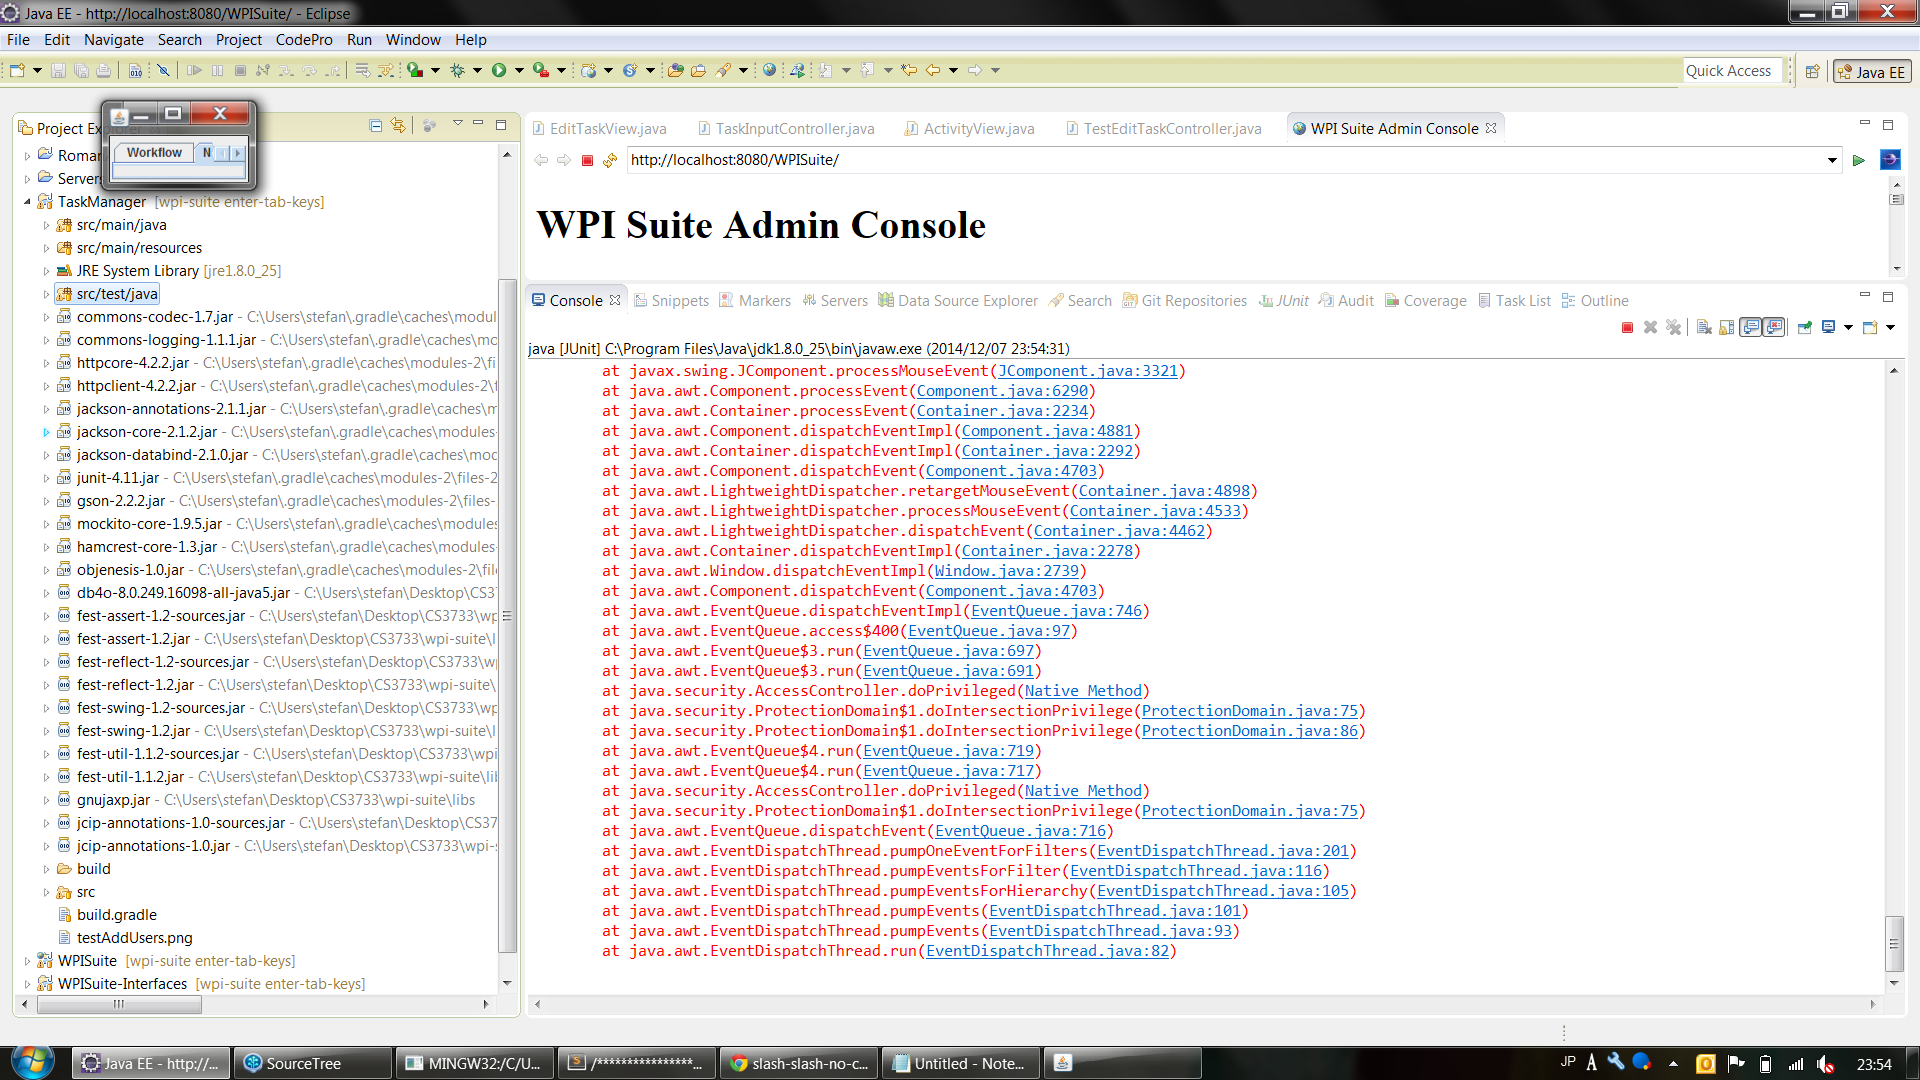 Java EE - http://localhost:8080/WPISuite/ - Eclipse
File Edit Navigate Search Project CodePro Run Window Help
Quick Access
Java EE
Project
Workflow N
Servers
TaskManager [wpi-suite enter-tab-keys]
src/main/java
src/main/resources
JRE System Library [jre1.8.0_25]
src/test/java
commons-codec-1.7.jar - C:\Users\stefan\.gradle\caches\modul
commons-logging-1.1.1.jar - C:\Users\stefan\.gradle\caches\m
httpcore-4.2.2.jar - C:\Users\stefan\.gradle\caches\modules-2\fi
httpclient-4.2.2.jar - C:\Users\stefan\.gradle\caches\modules-2\f
jackson-annotations-2.1.1.jar - C:\Users\stefan\.gradle\caches\m
jackson-core-2.1.2.jar - C:\Users\stefan\.gradle\caches\modules-
jackson-databind-2.1.0.jar - C:\Users\stefan\.gradle\caches\moc
junit-4.11.jar - C:\Users\stefan\.gradle\caches\modules-2\files-2
gson-2.2.2.jar - C:\Users\stefan\.gradle\caches\modules-2\files-
mockito-core-1.9.5.jar - C:\Users\stefan\.gradle\caches\modules
hamcrest-core-1.3.jar - C:\Users\stefan\.gradle\caches\modules-
objenesis-1.0.jar - C:\Users\stefan\.gradle\caches\modules-2\file
db4o-8.0.249.16098-all-java5.jar - C:\Users\stefan\Desktop\CS
fest-assert-1.2-sources.jar - C:\Users\stefan\Desktop\CS3733\w
fest-assert-1.2.jar - C:\Users\stefan\Desktop\CS3733\wpi-suite\l
fest-reflect-1.2-sources.jar - C:\Users\stefan\Desktop\CS3733\w
fest-reflect-1.2.jar - C:\Users\stefan\Desktop\CS3733\wpi-suite\
fest-swing-1.2-sources.jar - C:\Users\stefan\Desktop\CS3733\w
fest-swing-1.2.jar - C:\Users\stefan\Desktop\CS3733\wpi-suite\l
fest-util-1.1.2-sources.jar - C:\Users\stefan\Desktop\CS3733\wpi
fest-util-1.1.2.jar - C:\Users\stefan\Desktop\CS3733\wpi-suite\lib
gnujaxp.jar - C:\Users\stefan\Desktop\CS3733\wpi-suite\libs
jcip-annotations-1.0-sources.jar - C:\Users\stefan\Desktop\CS37
jcip-annotations-1.0.jar - C:\Users\stefan\Desktop\CS3733\wpi-s
build
src
build.gradle
testAddUsers.png
WPISuite [wpi-suite enter-tab-keys]
WPISuite-Interfaces [wpi-suite enter-tab-keys]
EditTaskView.java TaskInputController.java ActivityView.java TestEditTaskController.java WPI Suite Admin Console
http://localhost:8080/WPISuite/
WPI Suite Admin Console
Console Snippets Markers Servers Data Source Explorer Search Git Repositories JUnit Audit Coverage Task List Outline
java [JUnit] C:\Program Files\Java\jdk1.8.0_25\bin\javaw.exe (2014/12/07 23:54:31)
at javax.swing.JComponent.processMouseEvent(JComponent.java:3321)
at java.awt.Component.processEvent(Component.java:6290)
at java.awt.Container.processEvent(Container.java:2234)
at java.awt.Component.dispatchEventImpl(Component.java:4881)
at java.awt.Container.dispatchEventImpl(Container.java:2292)
at java.awt.Component.dispatchEvent(Component.java:4703)
at java.awt.LightweightDispatcher.retargetMouseEvent(Container.java:4898)
at java.awt.LightweightDispatcher.processMouseEvent(Container.java:4533)
at java.awt.LightweightDispatcher.dispatchEvent(Container.java:4462)
at java.awt.Container.dispatchEventImpl(Container.java:2278)
at java.awt.Window.dispatchEventImpl(Window.java:2739)
at java.awt.Component.dispatchEvent(Component.java:4703)
at java.awt.EventQueue.dispatchEventImpl(EventQueue.java:746)
at java.awt.EventQueue.access$400(EventQueue.java:97)
at java.awt.EventQueue$3.run(EventQueue.java:697)
at java.awt.EventQueue$3.run(EventQueue.java:691)
at java.security.AccessController.doPrivileged(Native Method)
at java.security.ProtectionDomain$1.doIntersectionPrivilege(ProtectionDomain.java:75)
at java.security.ProtectionDomain$1.doIntersectionPrivilege(ProtectionDomain.java:86)
at java.awt.EventQueue$4.run(EventQueue.java:719)
at java.awt.EventQueue$4.run(EventQueue.java:717)
at java.security.AccessController.doPrivileged(Native Method)
at java.security.ProtectionDomain$1.doIntersectionPrivilege(ProtectionDomain.java:75)
at java.awt.EventQueue.dispatchEvent(EventQueue.java:716)
at java.awt.EventDispatchThread.pumpOneEventForFilters(EventDispatchThread.java:201)
at java.awt.EventDispatchThread.pumpEventsForFilter(EventDispatchThread.java:116)
at java.awt.EventDispatchThread.pumpEventsForHierarchy(EventDispatchThread.java:105)
at java.awt.EventDispatchThread.pumpEvents(EventDispatchThread.java:101)
at java.awt.EventDispatchThread.pumpEvents(EventDispatchThread.java:93)
at java.awt.EventDispatchThread.run(EventDispatchThread.java:82)
Java EE - http://... SourceTree MINGW32:/C/U... /****************... slash-slash-no-c... Untitled - Note... JP A 23:54